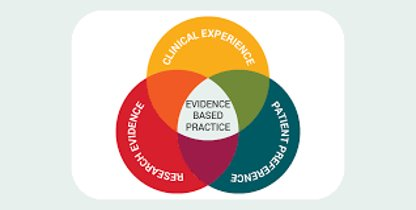 CLINICAL EXPERIENCE
EVIDENCE
BASED
PRACTICE
RESEARCH EVIDENCE
PATIENT PREFERENCE